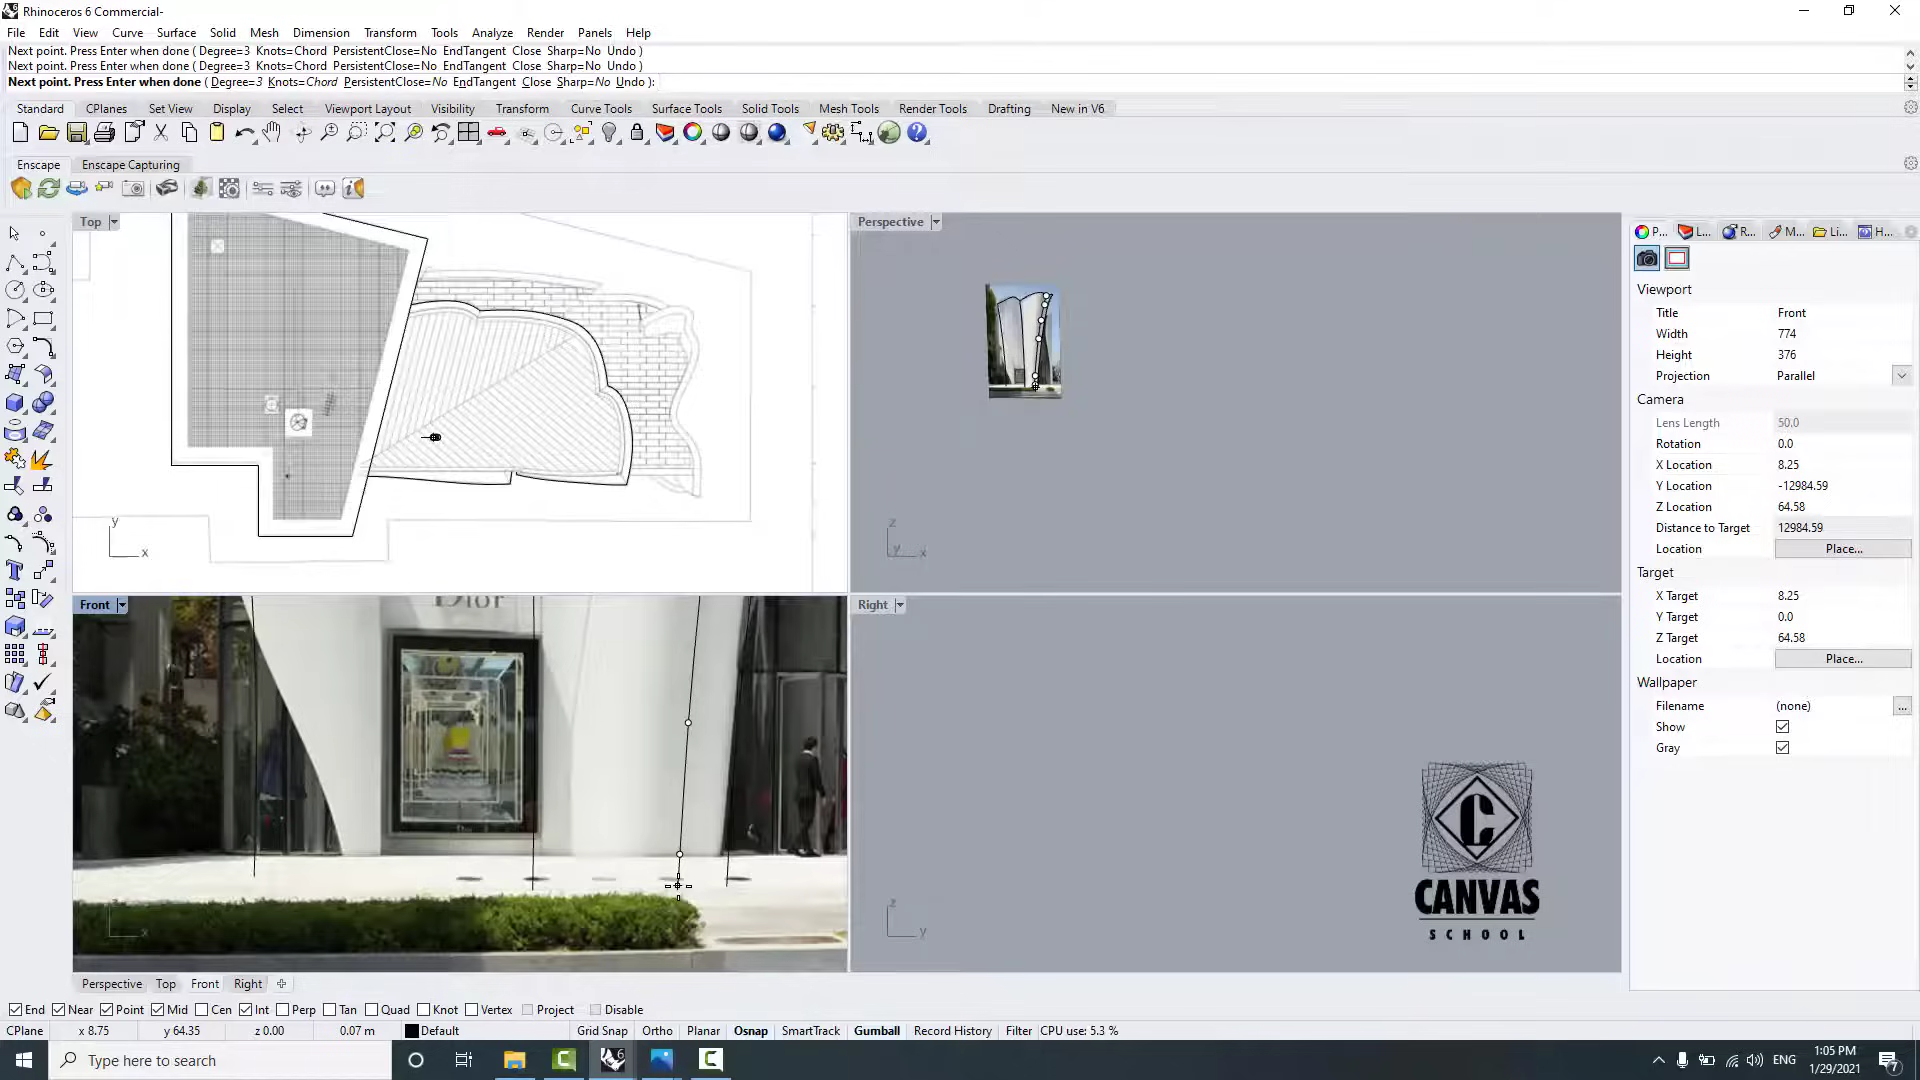 Rhinoceros 6 Commercial-
File Edit View Curve Surface Solid Mesh Dimension Transform Tools Analyze Render Panels Help
Next point. Press Enter when done ( Degree=3 Knots=Chord PersistentClose=No EndTangent Close Sharp=No Undo )
Next point. Press Enter when done ( Degree=3 Knots=Chord PersistentClose=No EndTangent Close Sharp=No Undo )
Next point. Press Enter when done ( Degree=3 Knots=Chord PersistentClose=No EndTangent Close Sharp=No Undo ):
Standard CPlanes Set View Display Select Viewport Layout Visibility Transform Curve Tools Surface Tools Solid Tools Mesh Tools Render Tools Drafting New in V6
Enscape Enscape Capturing
Top
y
x
Perspective
z
y
x
Front
Dior
x
Right
z
y
CANVAS
SCHOOL
P... L... R... M... Li... H...
Viewport
Title Front
Width 774
Height 376
Projection Parallel
Camera
Lens Length 50.0
Rotation 0.0
X Location 8.25
Y Location -12984.59
Z Location 64.58
Distance to Target 12984.59
Location Place...
Target
X Target 8.25
Y Target 0.0
Z Target 64.58
Location Place...
Wallpaper
Filename (none) ...
Show
Gray
Perspective Top Front Right
End Near Point Mid Cen Int Perp Tan Quad Knot Vertex Project Disable
CPlane x 8.75 y 64.35 z 0.00 0.07 m Default Grid Snap Ortho Planar Osnap SmartTrack Gumball Record History Filter CPU use: 5.3 %
Type here to search
6
ENG
1:05 PM
1/29/2021
7